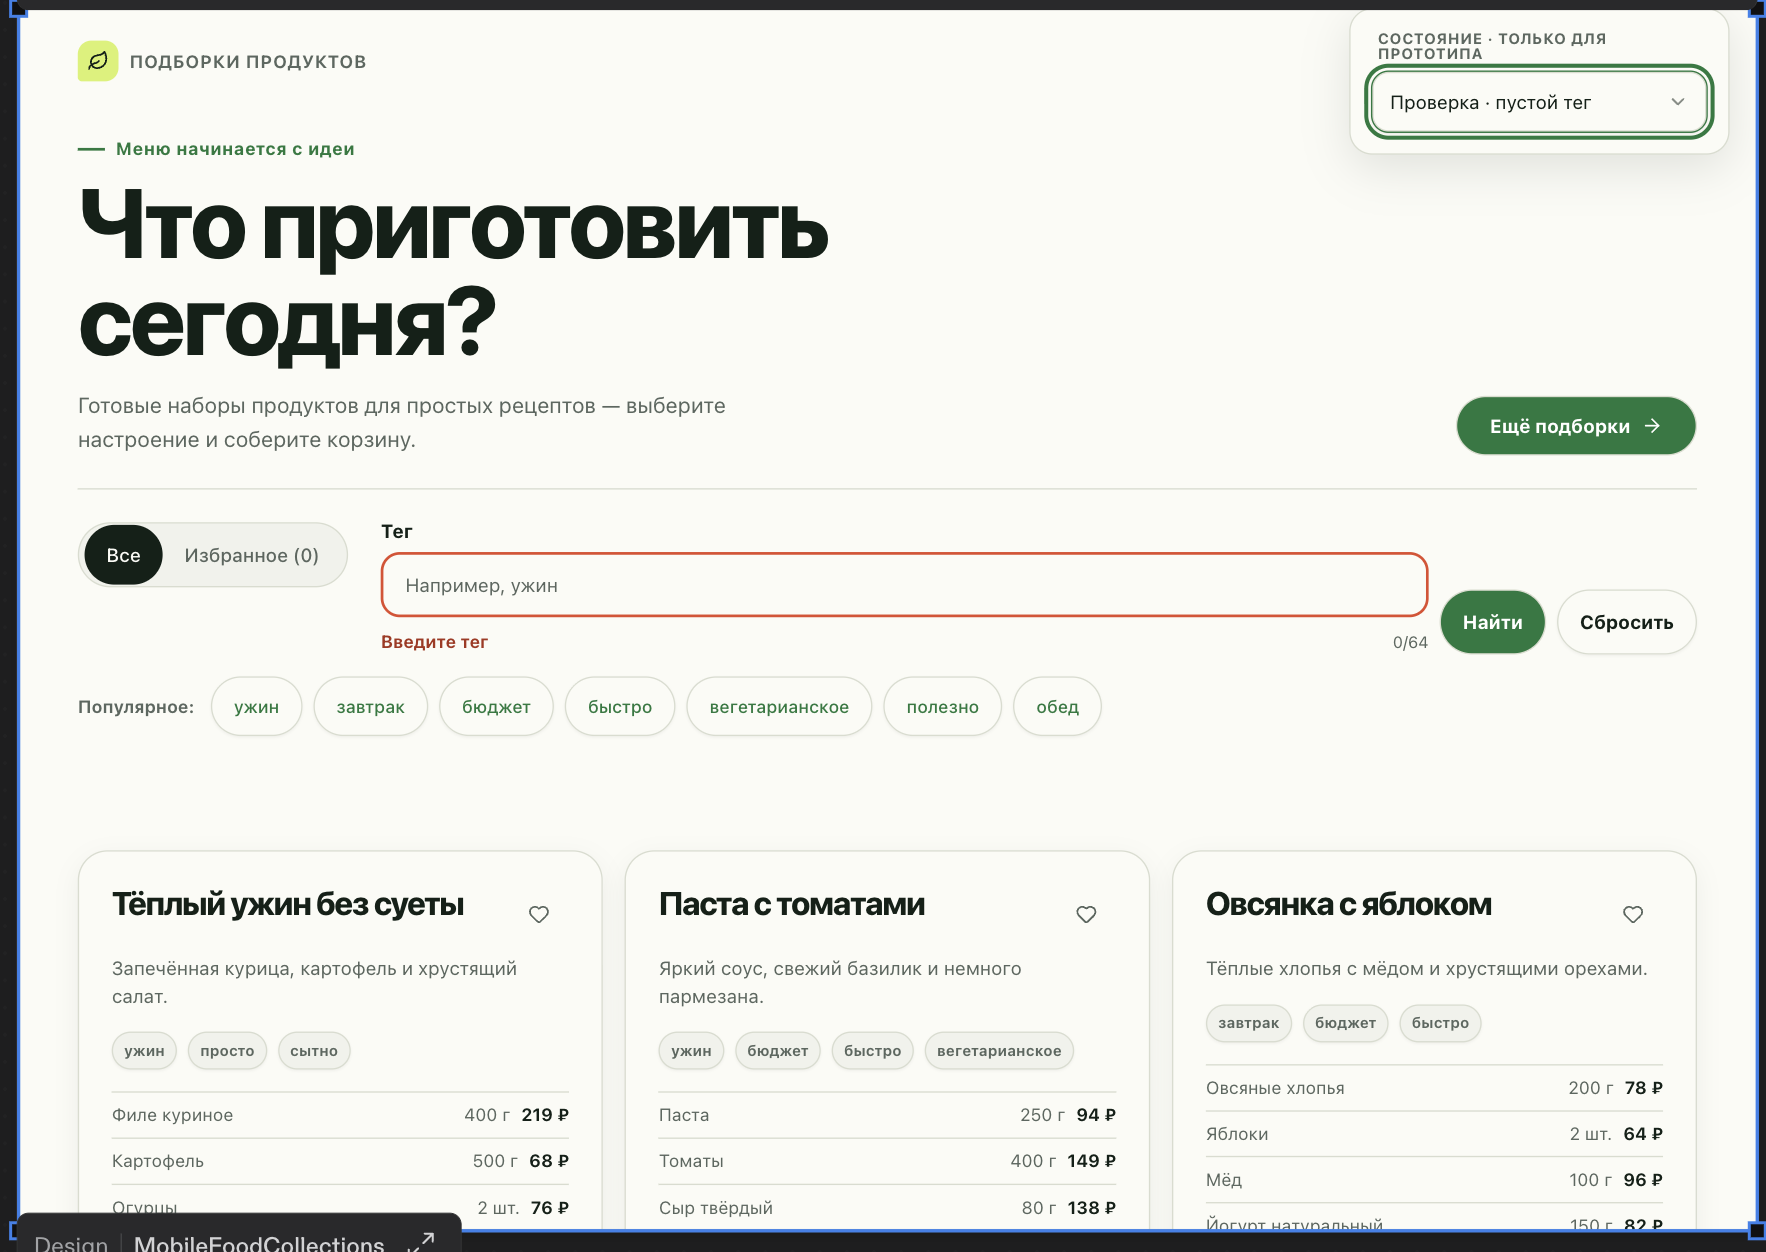 ПОДБОРКИ ПРОДУКТОВ
СОСТОЯНИЕ · ТОЛЬКО ДЛЯ
ПРОТОТИПА
Проверка · пустой тег
Меню начинается с идеи
Что приготовить
сегодня?
Готовые наборы продуктов для простых рецептов — выберите
настроение и соберите корзину.
Ещё подборки
Все
Избранное (0)
Тег
Например, ужин
Введите тег
0/64
Найти
Сбросить
Популярное:
ужин
завтрак
бюджет
быстро
вегетарианское
полезно
обед
Тёплый ужин без суеты
Запечённая курица, картофель и хрустящий
салат.
ужин
просто
сытно
Филе куриное 400 г 219 ₽
Картофель 500 г 68 ₽
Огурцы 2 шт. 76 ₽
Паста с томатами
Яркий соус, свежий базилик и немного
пармезана.
ужин
бюджет
быстро
вегетарианское
Паста 250 г 94 ₽
Томаты 400 г 149 ₽
Сыр твёрдый 80 г 138 ₽
Овсянка с яблоком
Тёплые хлопья с мёдом и хрустящими орехами.
завтрак
бюджет
быстро
Овсяные хлопья 200 г 78 ₽
Яблоки 2 шт. 64 ₽
Мёд 100 г 96 ₽
Йогурт натуральный 150 г 82 ₽
Design
MobileFoodCollections